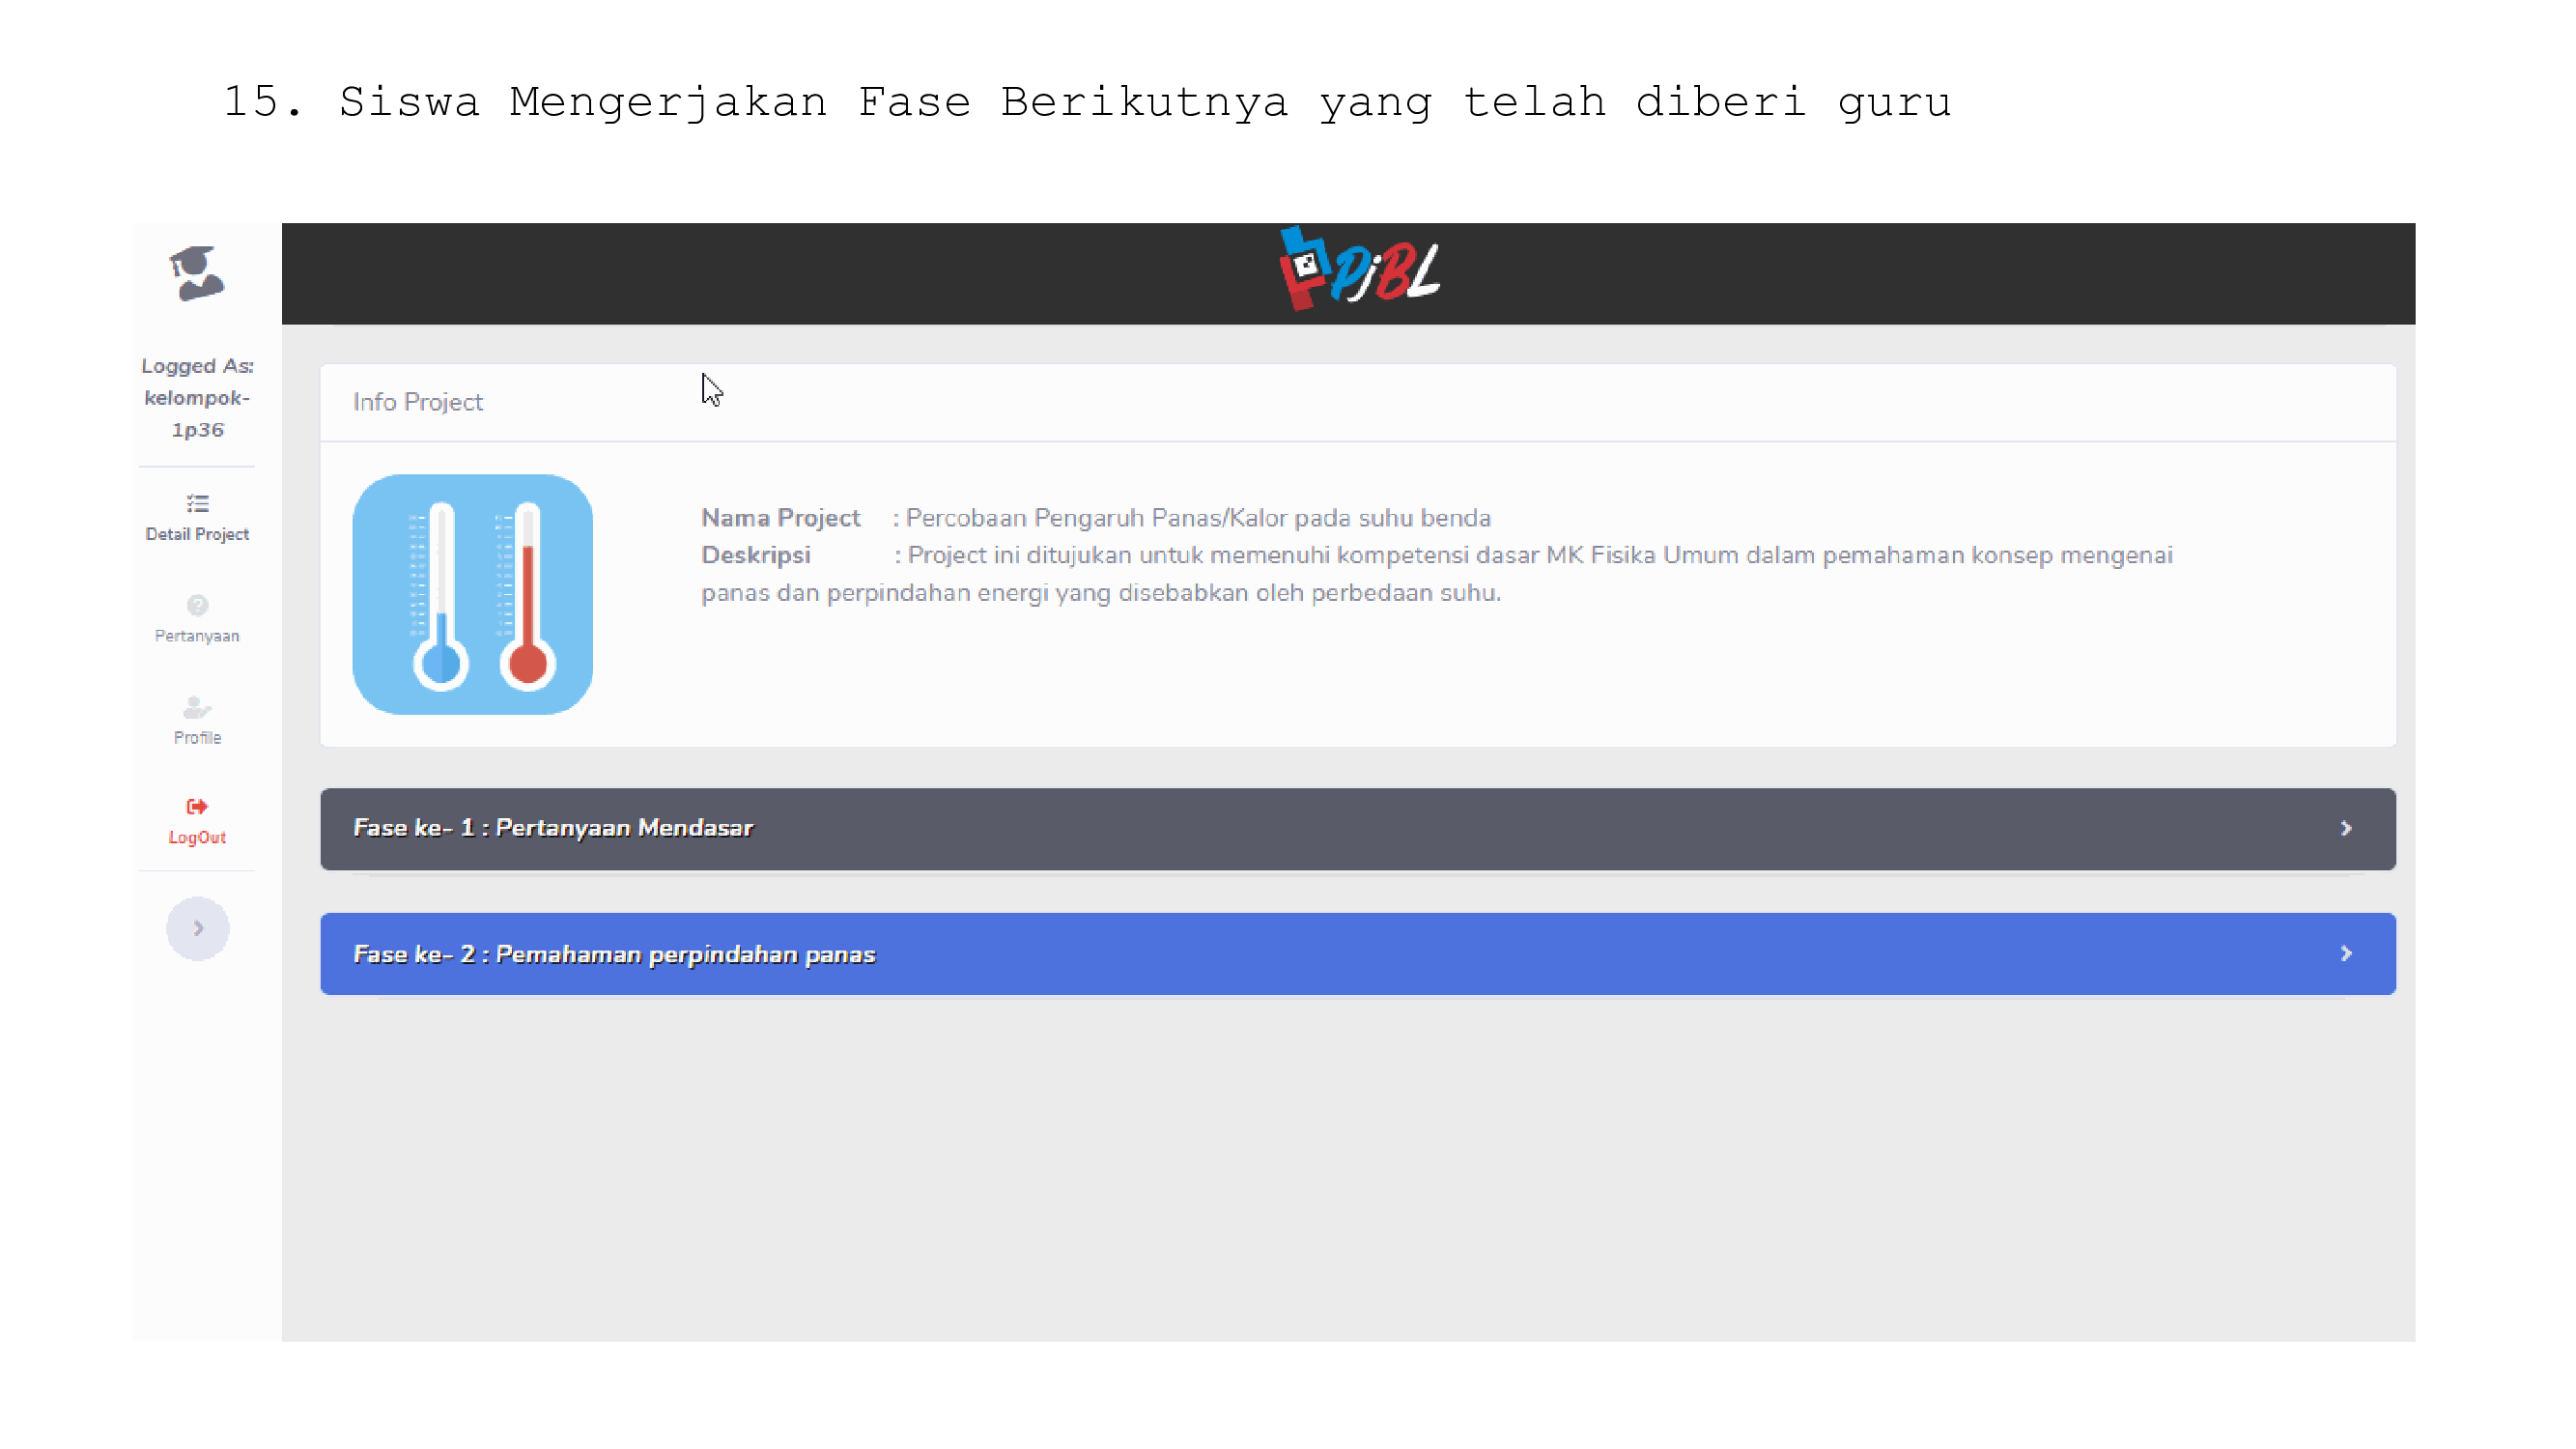 15. Siswa Mengerjakan Fase Berikutnya yang telah diberi guru
PjBL
Logged As:
kelompok-
1p36
Detail Project
Pertanyaan
Profile
LogOut
Info Project
Nama Project : Percobaan Pengaruh Panas/Kalor pada suhu benda
Deskripsi : Project ini ditujukan untuk memenuhi kompetensi dasar MK Fisika Umum dalam pemahaman konsep mengenai
panas dan perpindahan energi yang disebabkan oleh perbedaan suhu.
Fase ke- 1 : Pertanyaan Mendasar
Fase ke- 2 : Pemahaman perpindahan panas